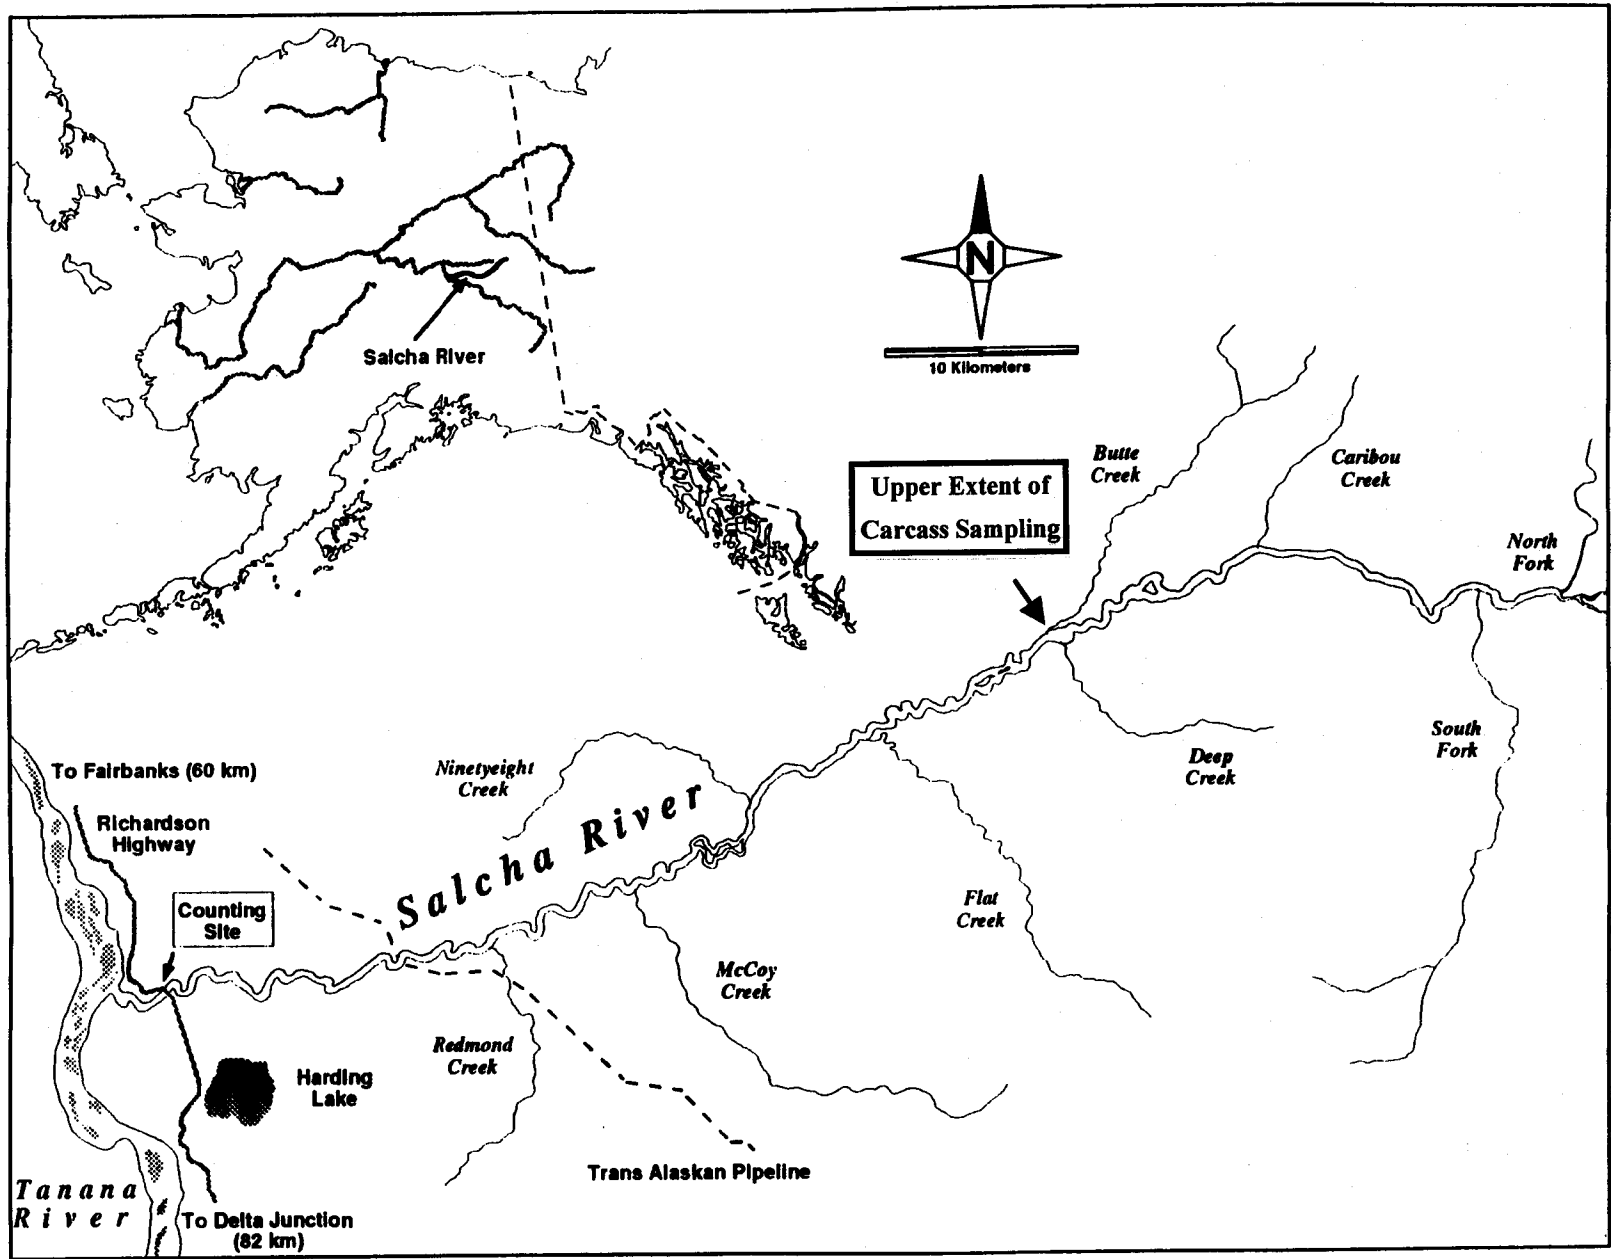 N
10 Kilometers
Salcha River
Upper Extent of
Carcass Sampling
Butte
Creek
Caribou
Creek
North
Fork
South
Fork
Deep
Creek
To Fairbanks (60 km)
Richardson
Highway
Ninetyeight
Creek
Salcha River
Counting
Site
Flat
Creek
McCoy
Creek
Redmond
Creek
Harding
Lake
Trans Alaskan Pipeline
Tanana
River
To Delta Junction
(82 km)